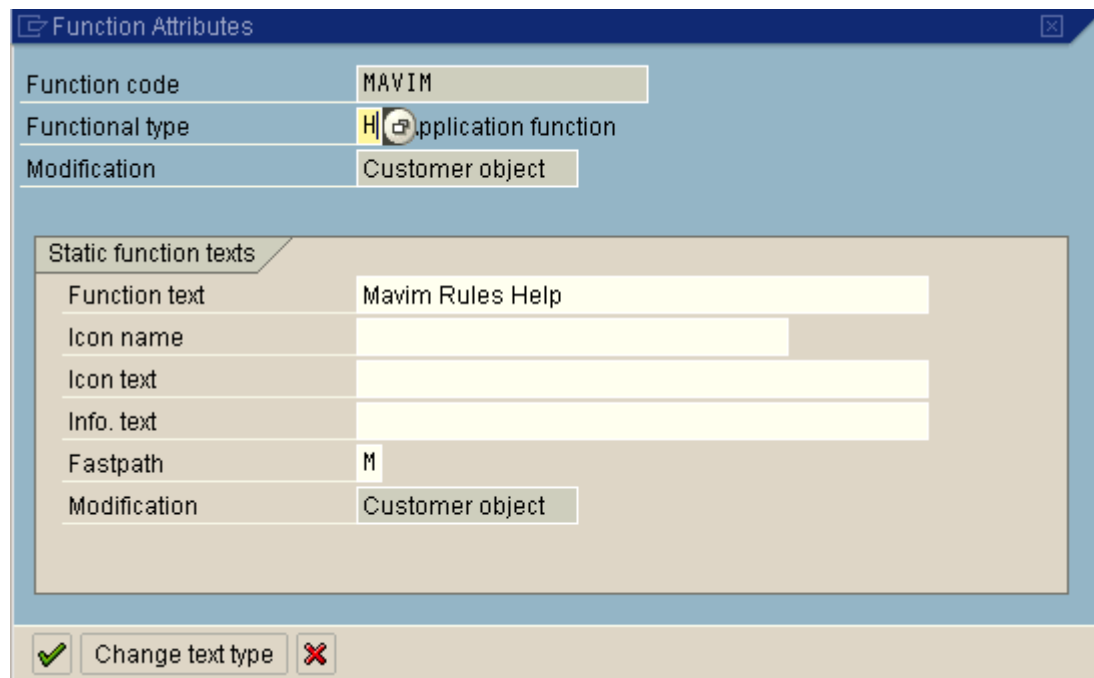 Function Attributes
Function code MAVIM
Functional type H pplication function
Modification Customer object
Static function texts
Function text Mavim Rules Help
Icon name
Icon text
Info. text
Fastpath M
Modification Customer object
Change text type